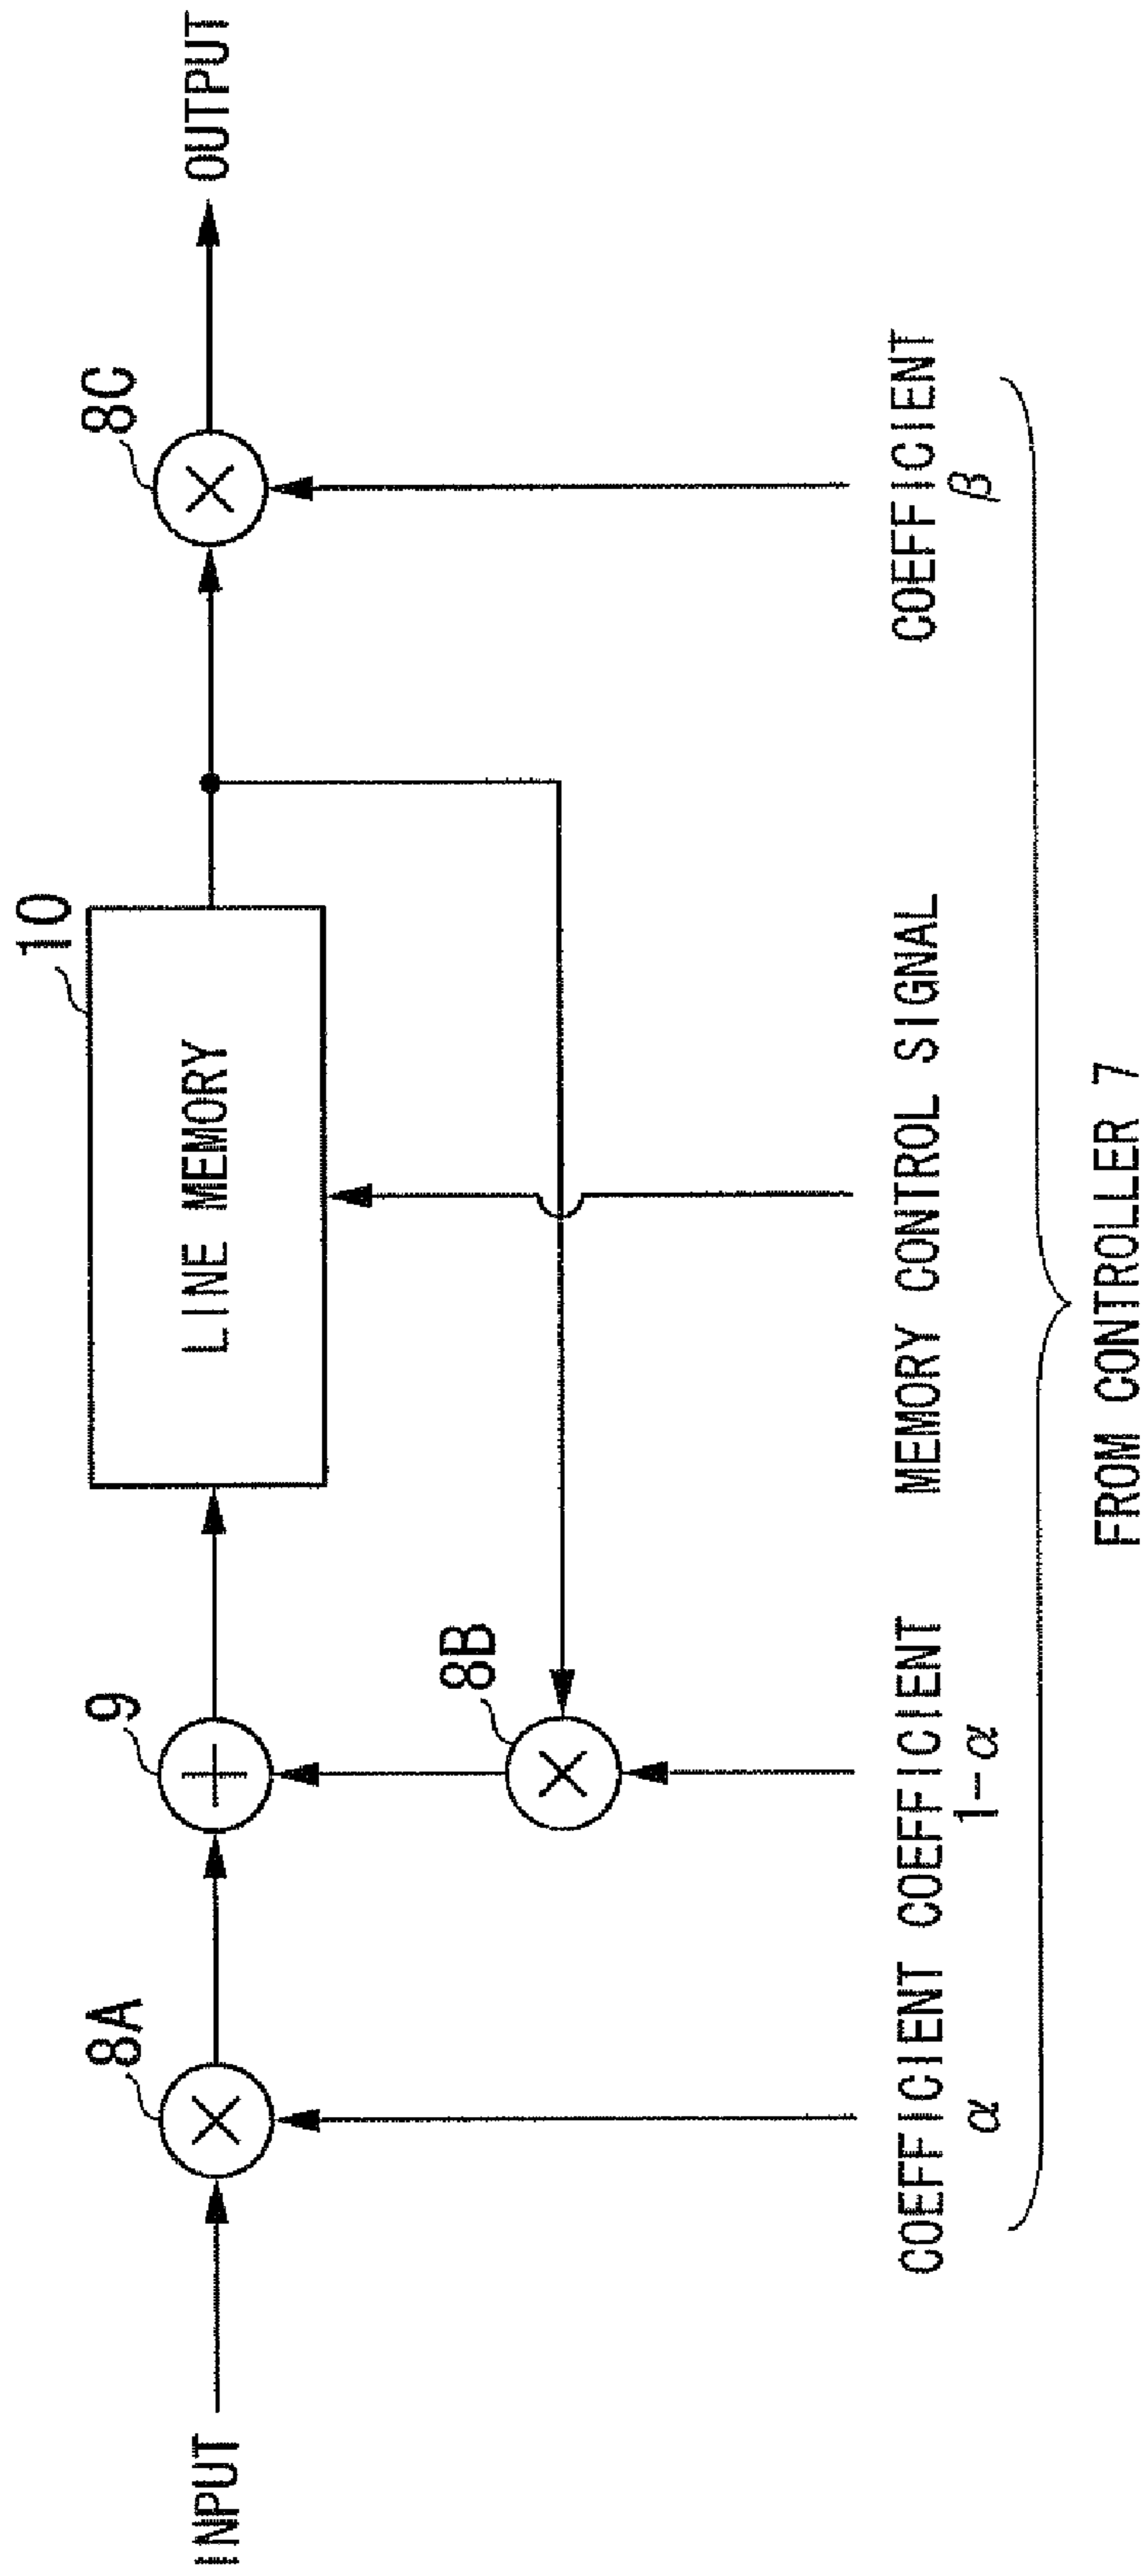 10
8C
9
8A
8B
INPUT
LINE MEMORY
OUTPUT
COEFFICIENT
α
COEFFICIENT
1-α
MEMORY CONTROL SIGNAL
COEFFICIENT
β
FROM CONTROLLER 7